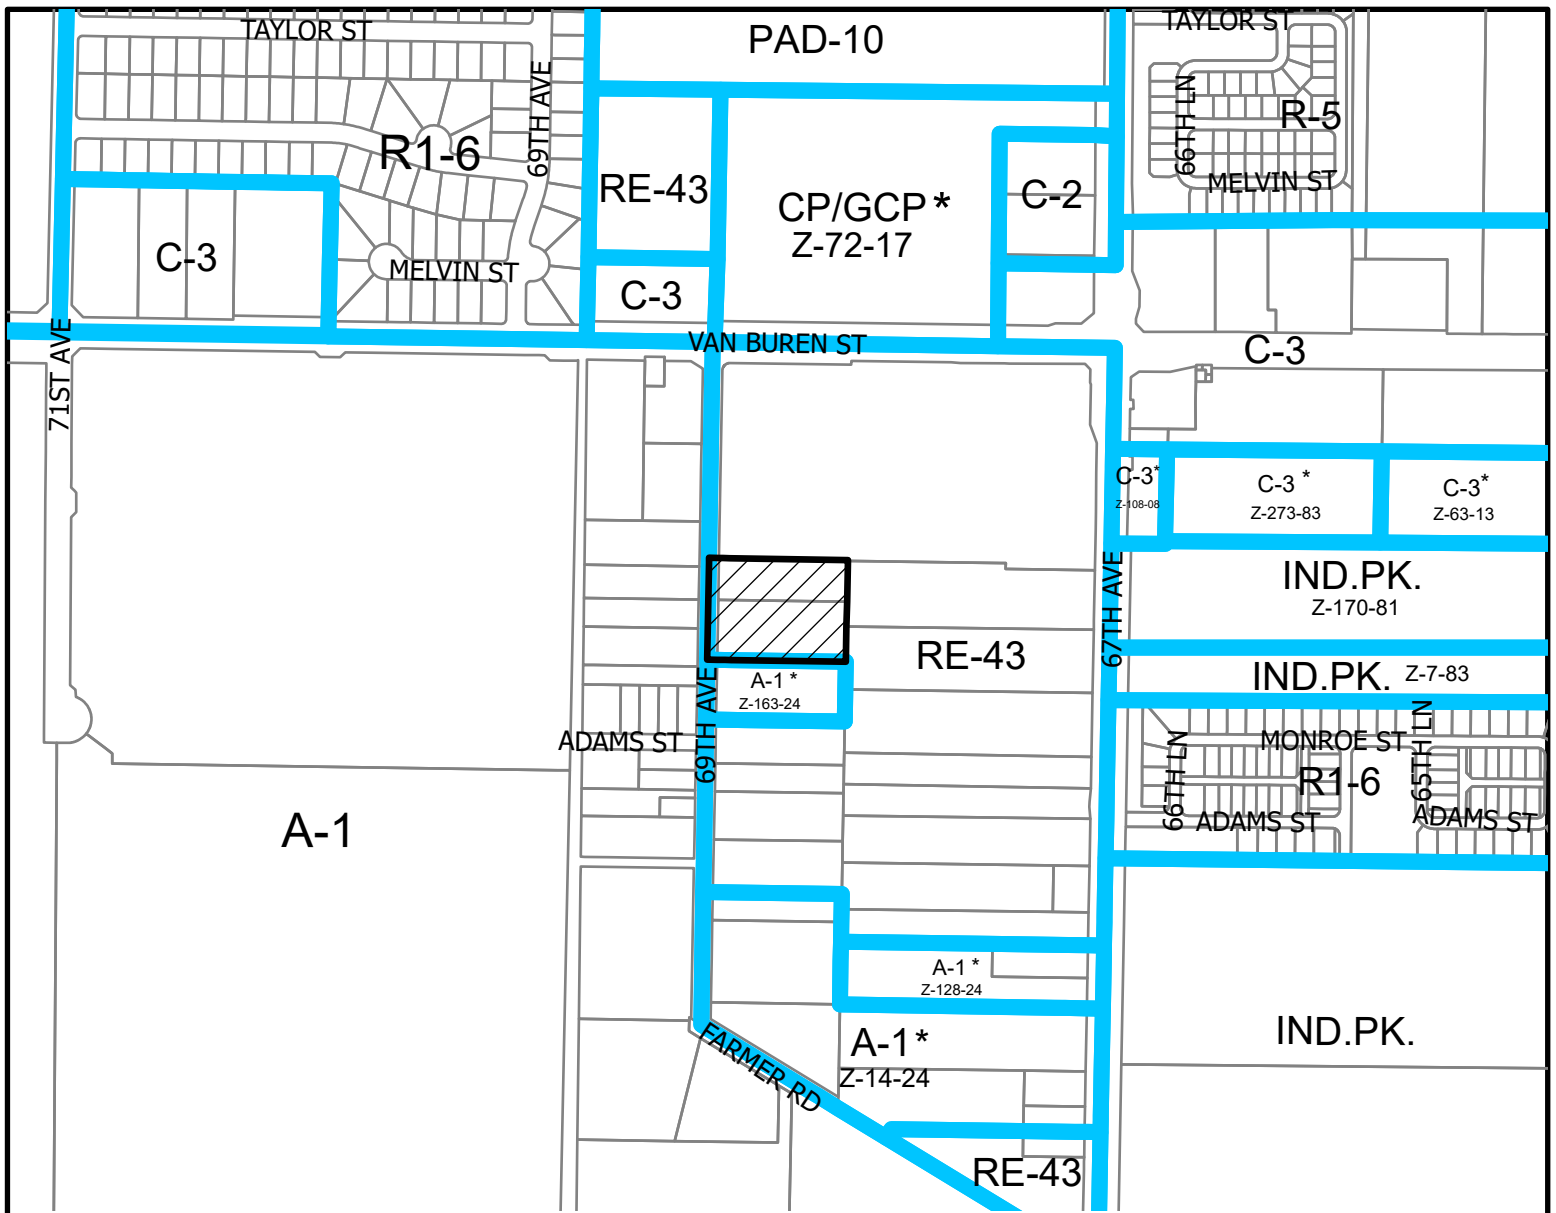 TAYLOR ST
PAD-10
TAYLOR ST
69TH AVE
R1-6
66TH LN
R-5
MELVIN ST
RE-43
CP/GCP *
Z-72-17
C-2
C-3
MELVIN ST
C-3
71ST AVE
VAN BUREN ST
C-3
C-3*
Z-108-08
C-3 *
Z-273-83
C-3*
Z-63-13
IND.PK.
Z-170-81
67TH AVE
RE-43
IND.PK. Z-7-83
A-1 *
Z-163-24
69TH AVE
ADAMS ST
66TH LN
MONROE ST
65TH LN
R1-6
ADAMS ST
ADAMS ST
A-1
A-1 *
Z-128-24
A-1*
Z-14-24
IND.PK.
FARMER RD
RE-43